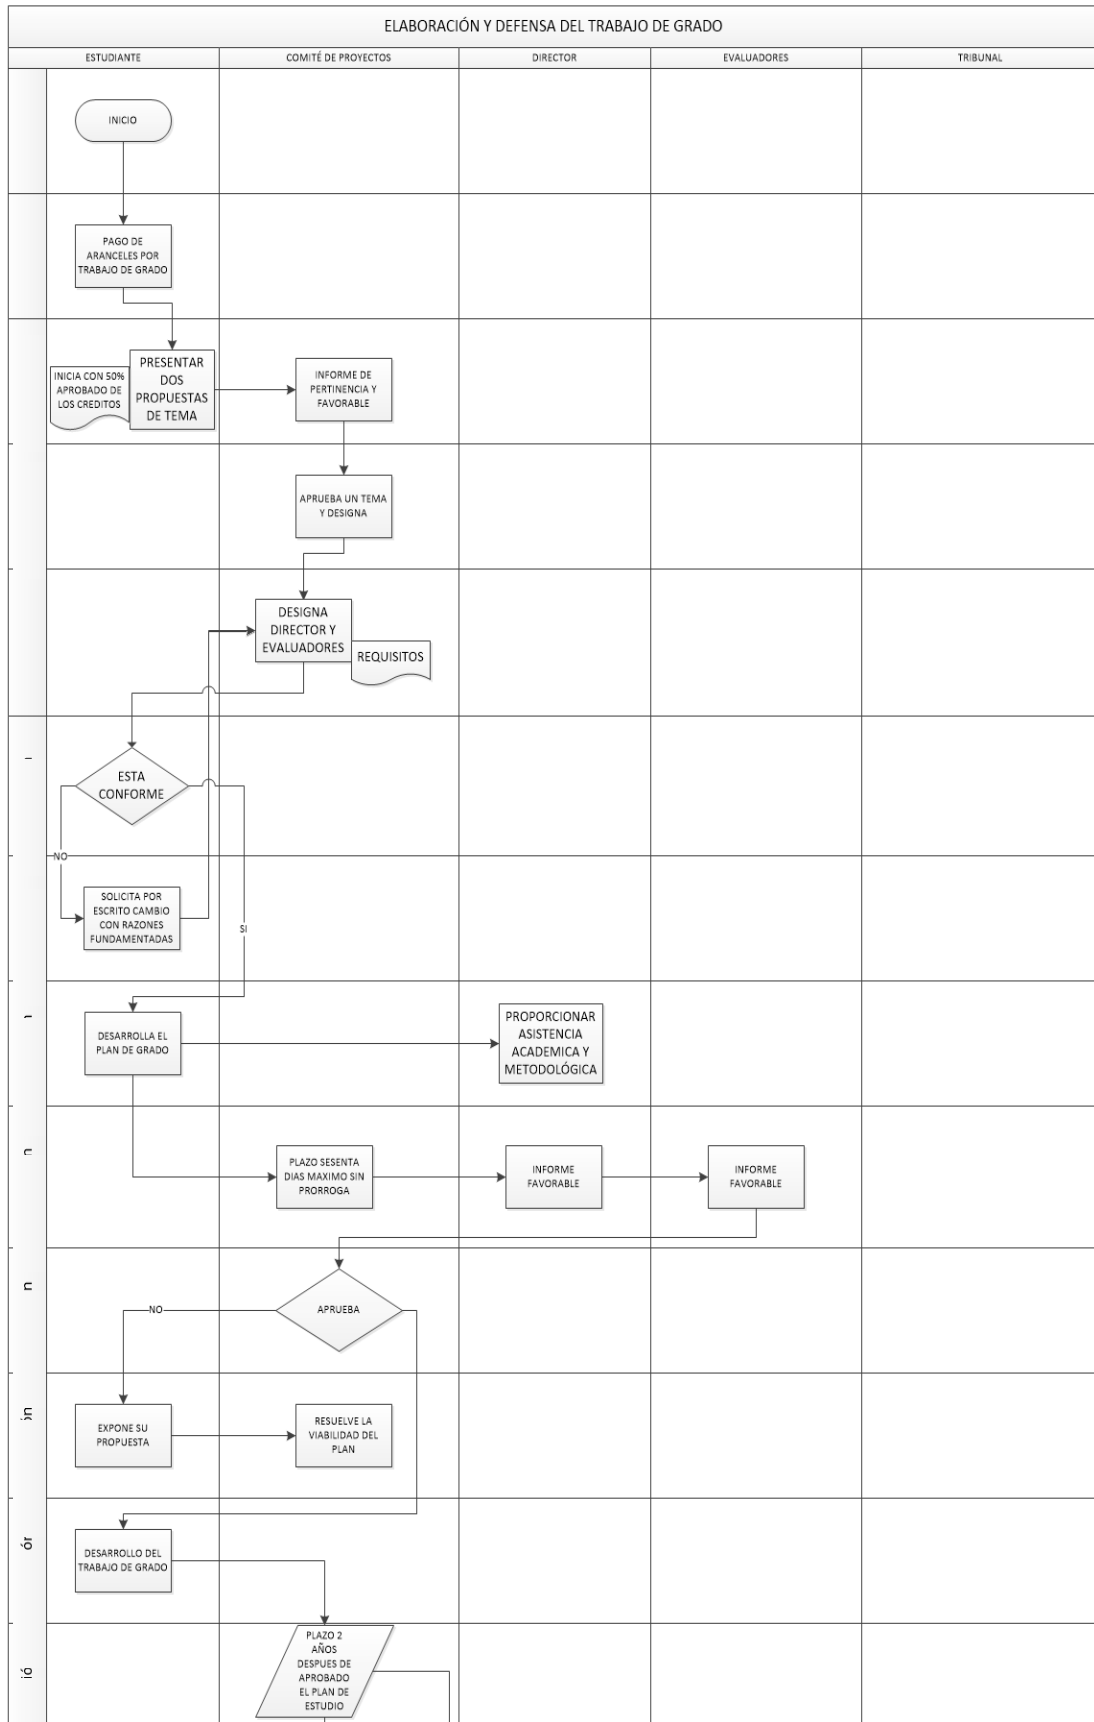 ELABORACIÓN Y DEFENSA DEL TRABAJO DE GRADO
ESTUDIANTE
COMITÉ DE PROYECTOS
DIRECTOR
EVALUADORES
TRIBUNAL
INICIO
PAGO DE
ARANCELES POR
TRABAJO DE GRADO
INICIA CON 50%
APROBADO DE
LOS CREDITOS
PRESENTAR
DOS
PROPUESTAS
DE TEMA
INFORME DE
PERTINENCIA Y
FAVORABLE
APRUEBA UN TEMA
Y DESIGNA
DESIGNA
DIRECTOR Y
EVALUADORES
REQUISITOS
ESTA
CONFORME
NO
SOLICITA POR
ESCRITO CAMBIO
CON RAZONES
FUNDAMENTADAS
SI
DESARROLLA EL
PLAN DE GRADO
PROPORCIONAR
ASISTENCIA
ACADEMICA Y
METODOLÓGICA
PLAZO SESENTA
DIAS MAXIMO SIN
PRORROGA
INFORME
FAVORABLE
INFORME
FAVORABLE
n
APRUEBA
NO
ón
EXPONE SU
PROPUESTA
RESUELVE LA
VIABILIDAD DEL
PLAN
DESARROLLO DEL
TRABAJO DE GRADO
PLAZO 2
AÑOS
DESPUES DE
APROBADO
EL PLAN DE
ESTUDIO
ió